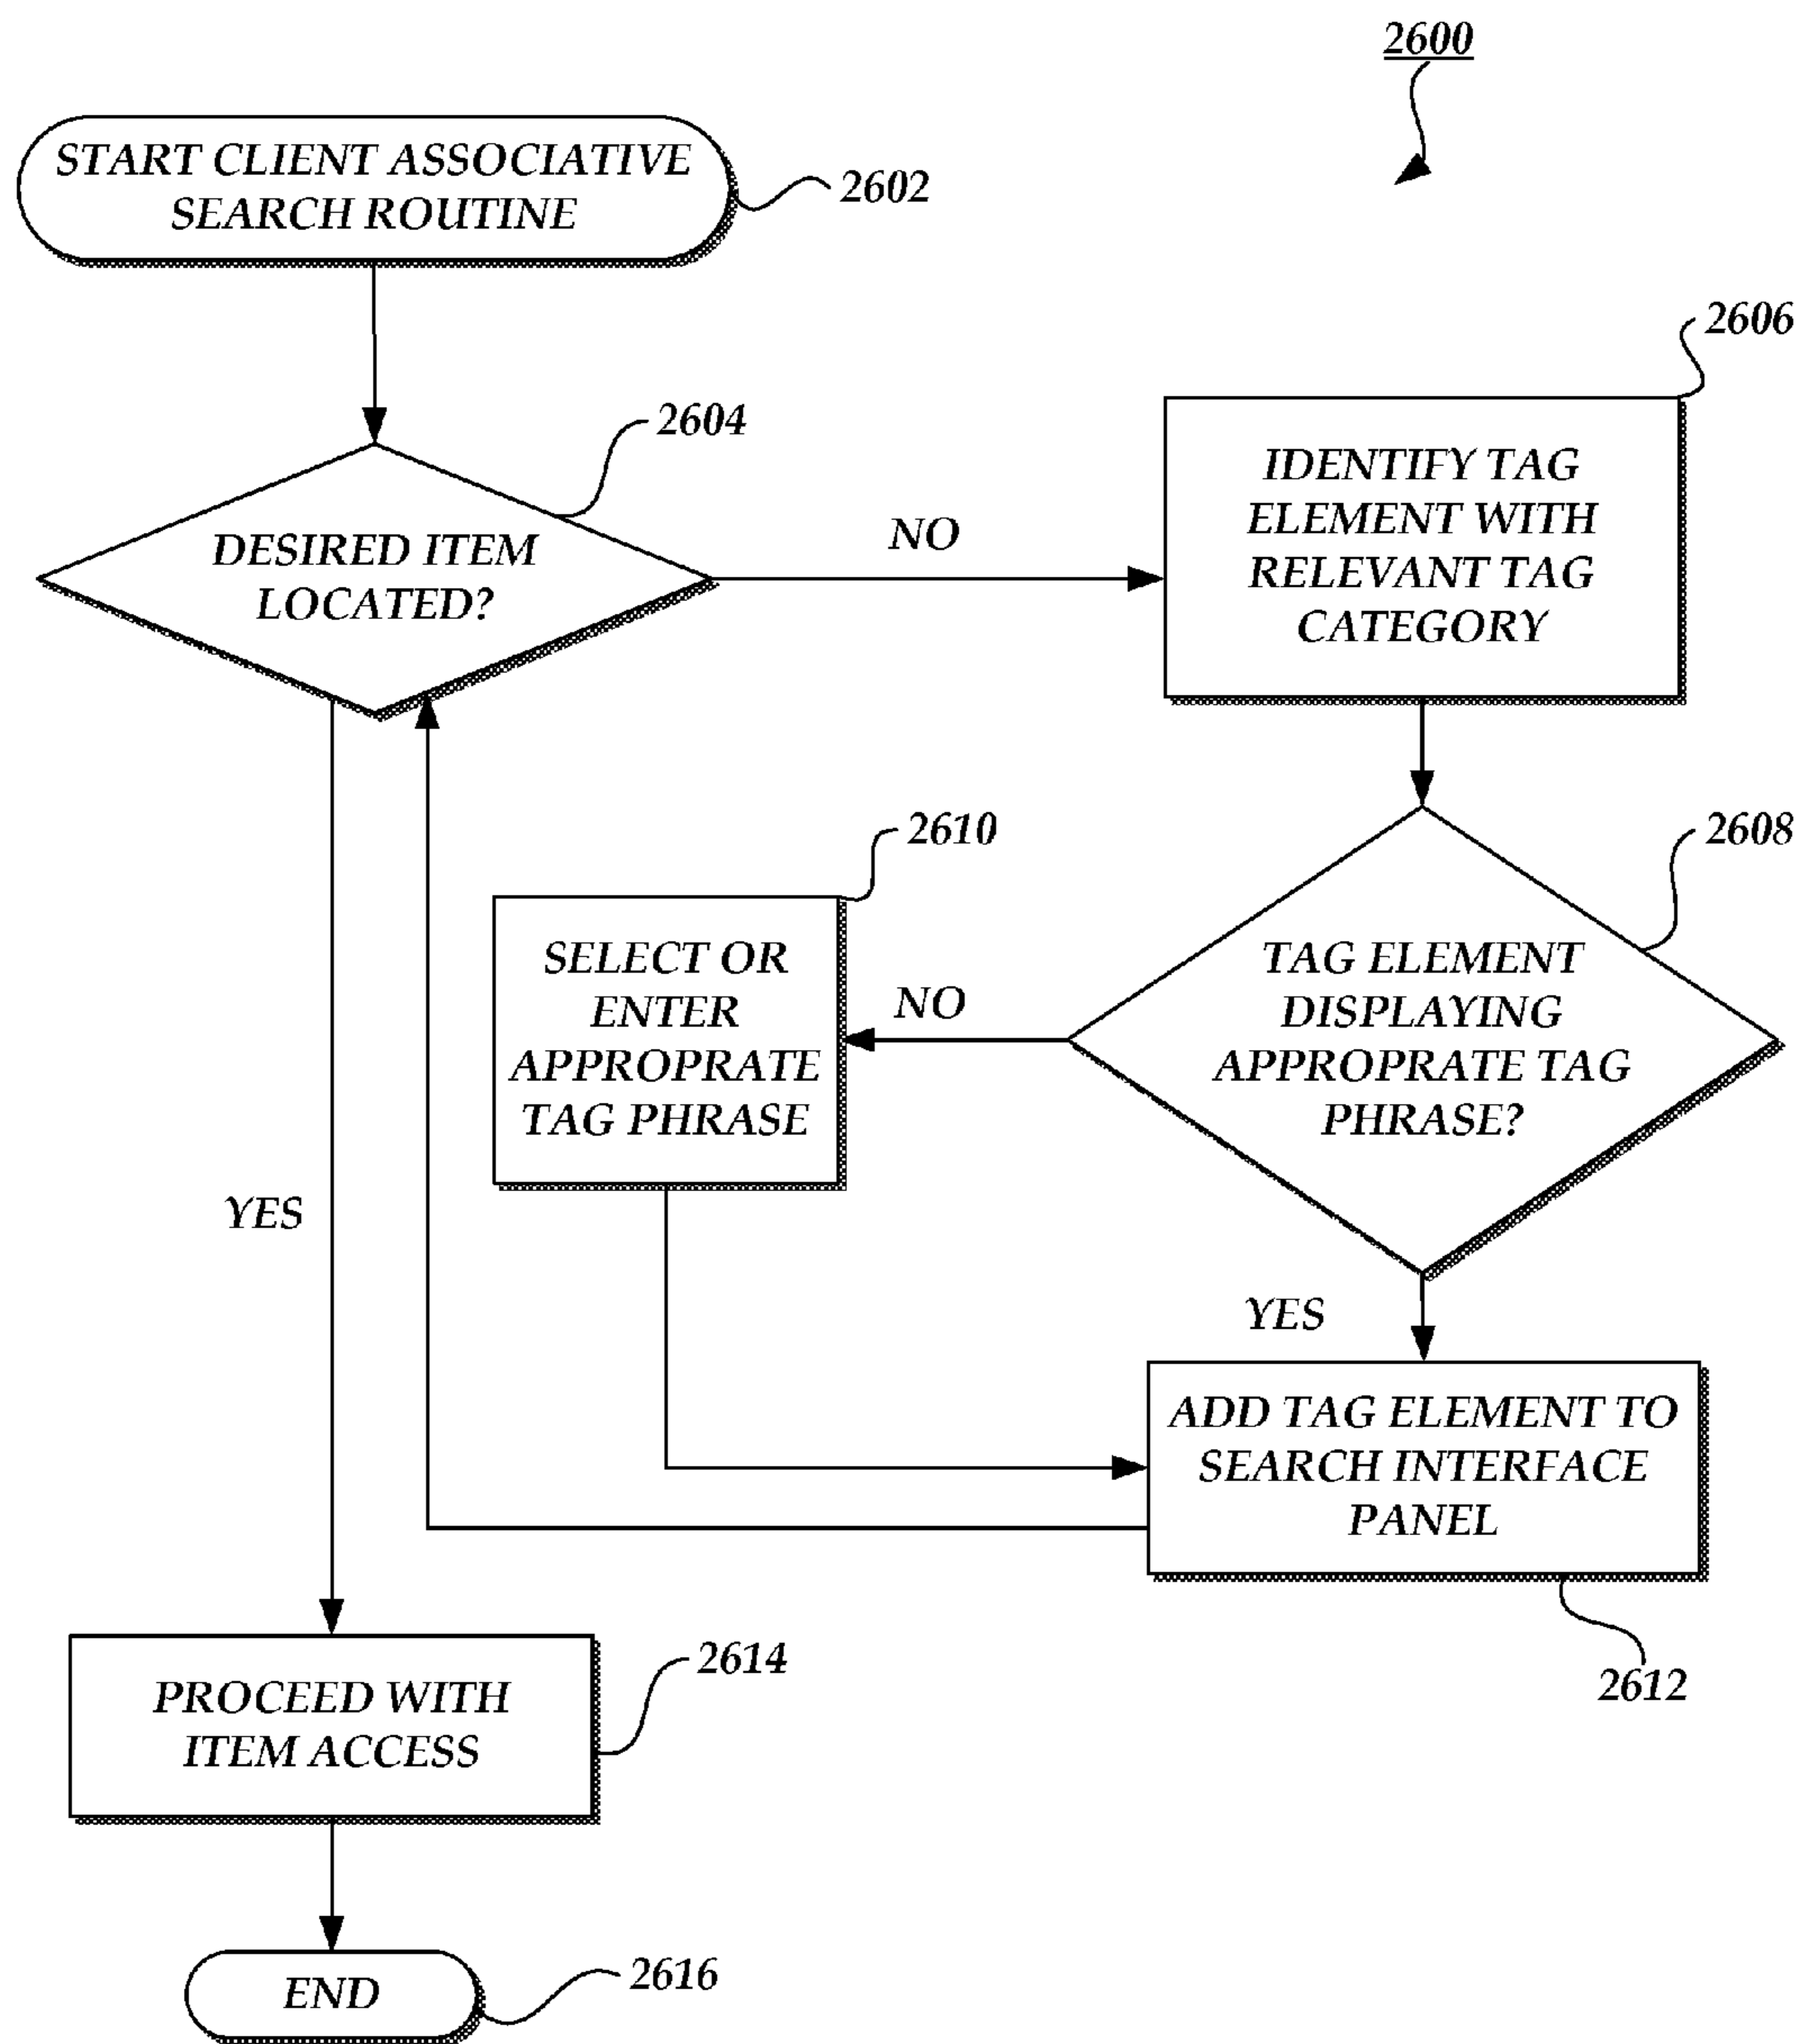 2600
START CLIENT ASSOCIATIVE
SEARCH ROUTINE
2602
2604
DESIRED ITEM
LOCATED?
NO
2606
IDENTIFY TAG
ELEMENT WITH
RELEVANT TAG
CATEGORY
2608
TAG ELEMENT
DISPLAYING
APPROPRATE TAG
PHRASE?
NO
2610
SELECT OR
ENTER
APPROPRATE
TAG PHRASE
YES
YES
ADD TAG ELEMENT TO
SEARCH INTERFACE
PANEL
2612
2614
PROCEED WITH
ITEM ACCESS
END
2616